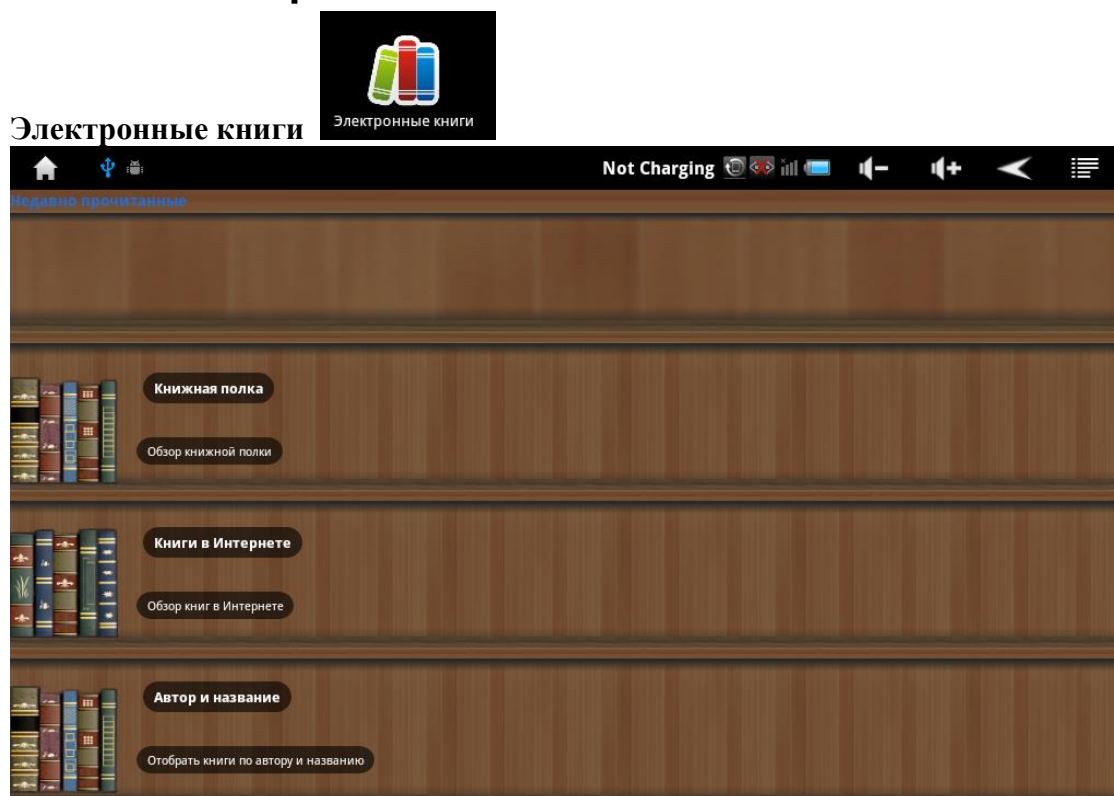 Электронные книги
Электронные книги
Not Charging
Недавно прочитанные
Книжная полка
Обзор книжной полки
Книги в Интернете
Обзор книг в Интернете
Автор и название
Отобрать книги по автору и названию